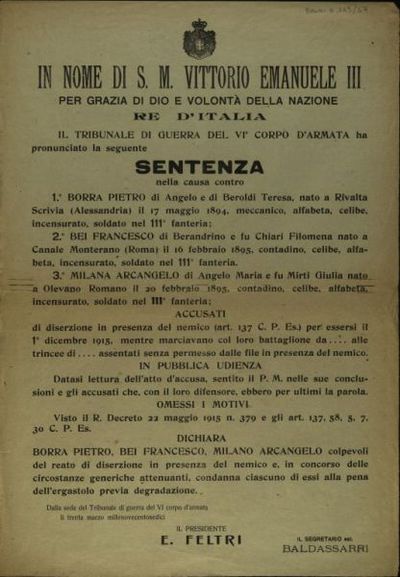 IN NOME DI S. M. VITTORIO EMANUELE III
PER GRAZIA DI DIO E VOLONTÀ DELLA NAZIONE
RE D'ITALIA
IL TRIBUNALE DI GUERRA DEL VI° CORPO D'ARMATA ha
pronunciato la seguente
SENTENZA
nella causa contro
1.° BORRA PIETRO di Angelo e di Beroldi Teresa, nato a Rivalta
Scrivia (Alessandria) il 17 maggio 1894, meccanico, alfabeta, celibe,
incensurato, soldato nel 111° fanteria;
2.° BEI FRANCESCO di Berandrino e fu Chiari Filomena nato a
Canale Monterano (Roma) il 16 febbraio 1895, contadino, celibe, alfa-
beta, incensurato, soldato nel 111° fanteria.
3.° MILANA ARCANGELO di Angelo Maria e fu Mirti Giulia nato
a Olevano Romano il 20 febbraio 1895, contadino, celibe, alfabeta,
incensurato, soldato nel 111° fanteria;
ACCUSATI
di diserzione in presenza del nemico (art. 137 C. P. Es.) per essersi il
1° dicembre 1915, mentre marciavano col loro battaglione da .... alle
trincee di .... assentati senza permesso dalle file in presenza del nemico.
IN PUBBLICA UDIENZA
Datasi lettura dell'atto d'accusa, sentito il P. M. nelle sue conclu-
sioni e gli accusati che, con il loro difensore, ebbero per ultimi la parola.
OMESSI I MOTIVI
Visto il R. Decreto 22 maggio 1915 n. 379 e gli art. 137, 58, 5, 7,
30 C. P. Es.
DICHIARA
BORRA PIETRO, BEI FRANCESCO, MILANO ARCANGELO colpevoli
del reato di diserzione in presenza del nemico e, in concorso delle
circostanze generiche attenuanti, condanna ciascuno di essi alla pena
dell'ergastolo previa degradazione.
Dalla sede del Tribunale di guerra del VI corpo d'armata
li trenta marzo millenovecentosedici
IL PRESIDENTE
E. FELTRI
IL SEGRETARIO est.
BALDASSARRI